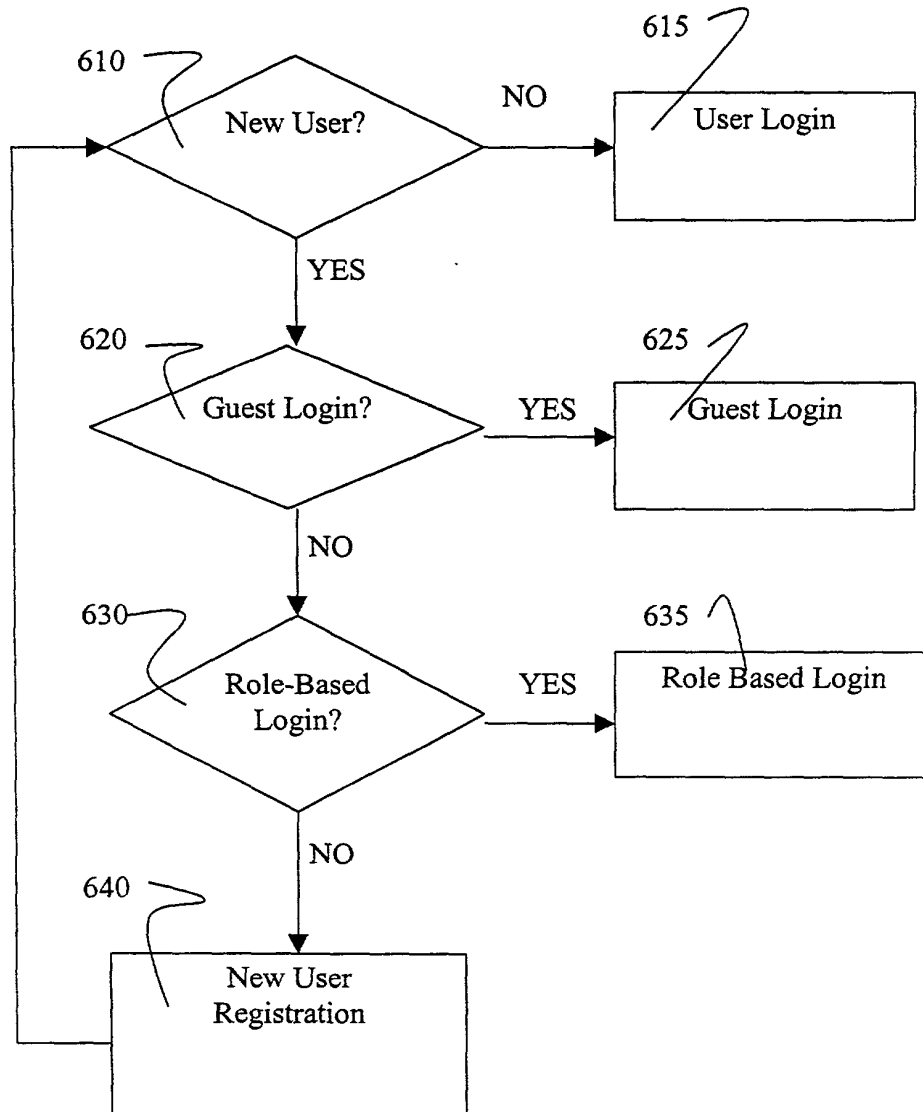 610
New User?
NO
615
User Login
YES
620
Guest Login?
YES
625
Guest Login
NO
630
Role-Based
Login?
YES
635
Role Based Login
NO
640
New User
Registration